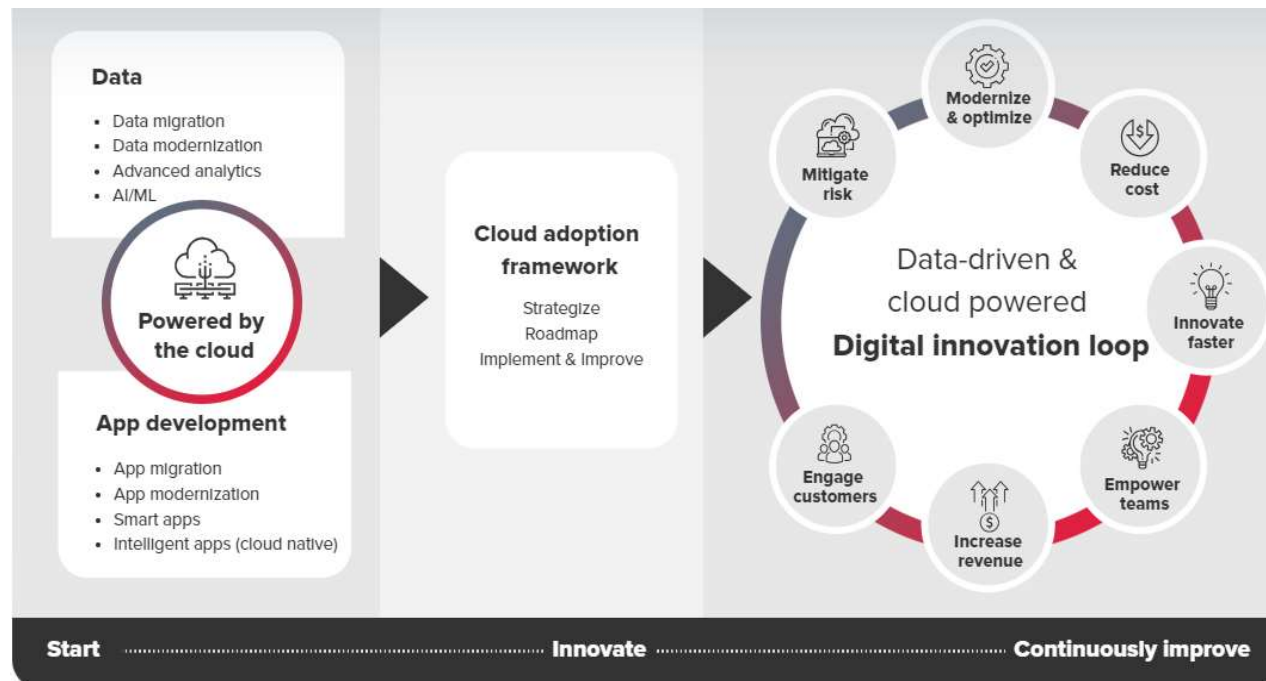 Data
• Data migration
• Data modernization
• Advanced analytics
• AI/ML
Powered by
the cloud
App development
• App migration
• App modernization
• Smart apps
• Intelligent apps (cloud native)
Cloud adoption
framework
Strategize
Roadmap
Implement & Improve
Data-driven &
cloud powered
Digital innovation loop
Modernize
& optimize
Reduce
cost
Innovate
faster
Empower
teams
Increase
revenue
Engage
customers
Mitigate
risk
Start
Innovate
Continuously improve